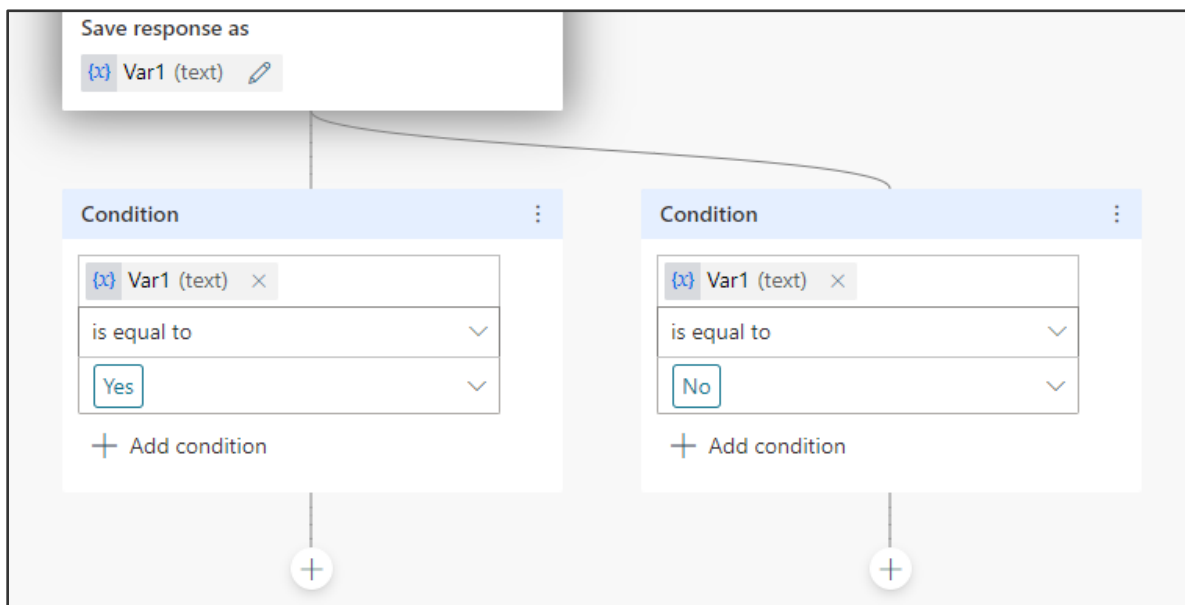 Save response as
{x} Var1 (text)
Condition
{x} Var1 (text)
is equal to
Yes
Add condition
Condition
{x} Var1 (text)
is equal to
No
Add condition